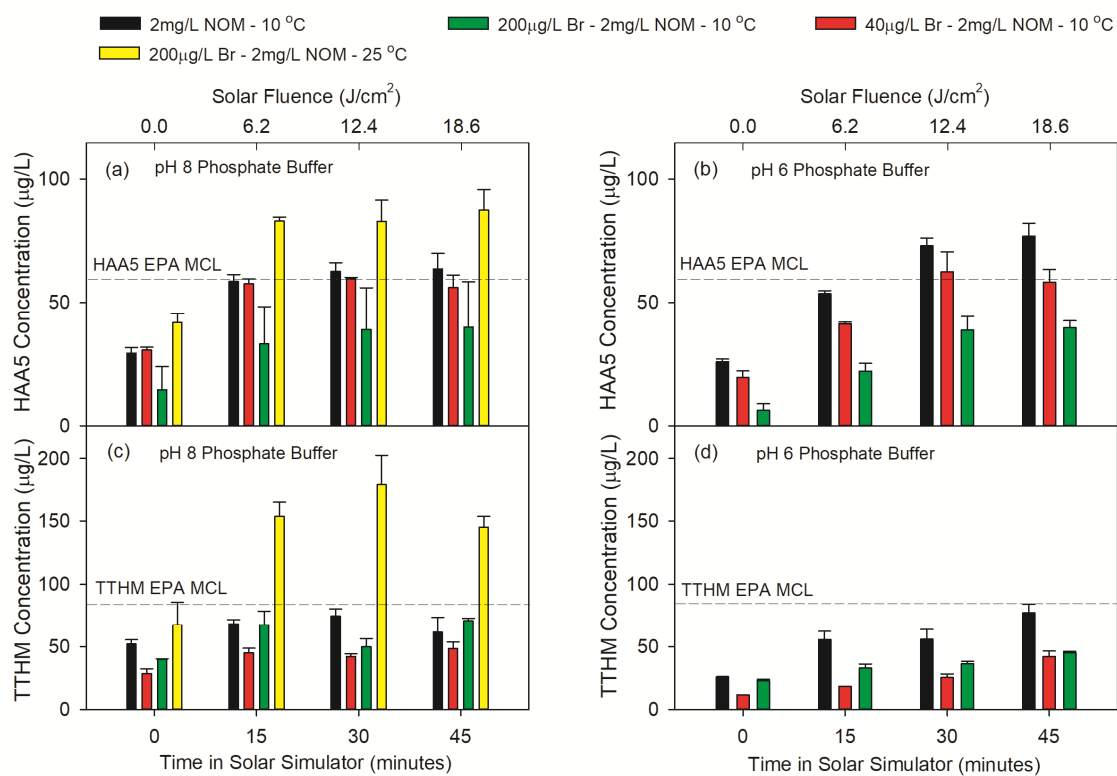 2mg/L NOM - 10 °C
200µg/L Br - 2mg/L NOM - 10 °C
40µg/L Br - 2mg/L NOM - 10 °C
200µg/L Br - 2mg/L NOM - 25 °C
Solar Fluence (J/cm²)
0.0 6.2 12.4 18.6
Solar Fluence (J/cm²)
0.0 6.2 12.4 18.6
HAA5 Concentration (µg/L)
100
50
0
(a) pH 8 Phosphate Buffer
HAA5 EPA MCL
HAA5 Concentration (µg/L)
100
50
0
(b) pH 6 Phosphate Buffer
HAA5 EPA MCL
TTHM Concentration (µg/L)
200
150
100
50
0
(c) pH 8 Phosphate Buffer
TTHM EPA MCL
0 15 30 45
Time in Solar Simulator (minutes)
TTHM Concentration (µg/L)
200
150
100
50
0
(d) pH 6 Phosphate Buffer
TTHM EPA MCL
0 15 30 45
Time in Solar Simulator (minutes)